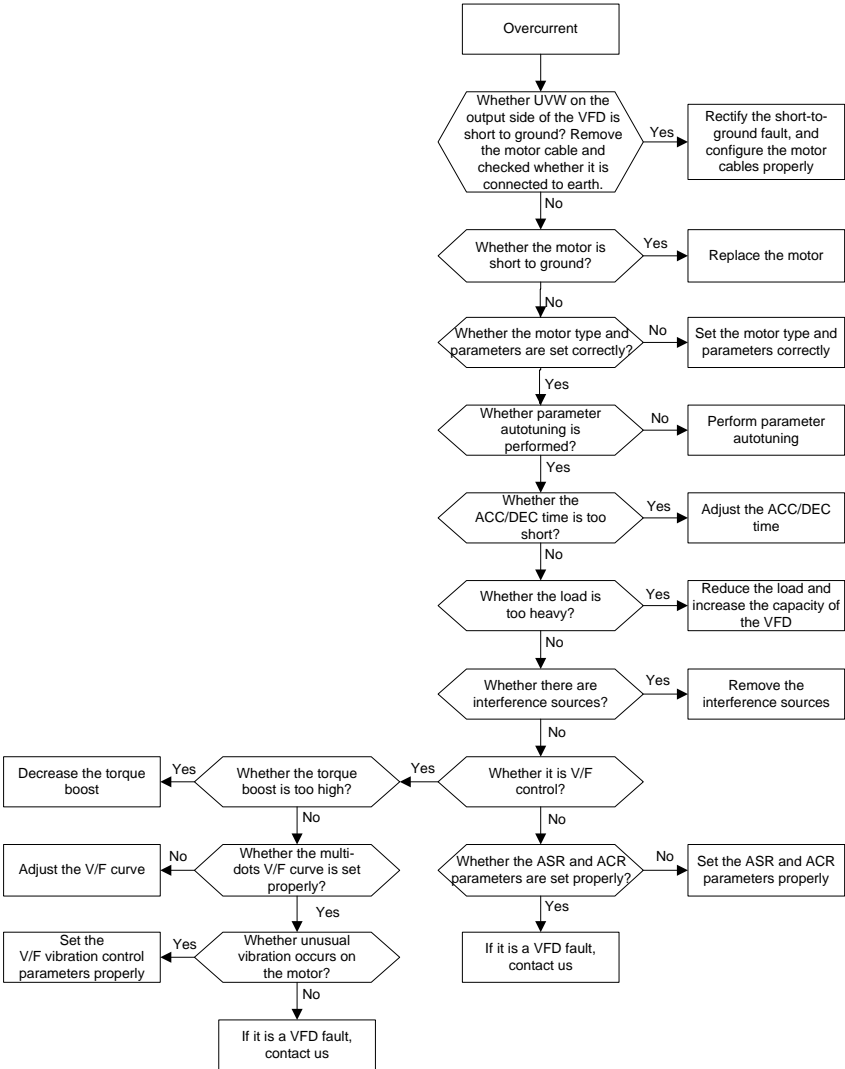 Overcurrent
Whether UVW on the
output side of the VFD is
short to ground? Remove
the motor cable and
checked whether it is
connected to earth.
Yes
Rectify the short-to-
ground fault, and
configure the motor
cables properly
No
Whether the motor is
short to ground?
Yes
Replace the motor
No
Whether the motor type and
parameters are set correctly?
No
Set the motor type and
parameters correctly
Yes
Whether parameter
autotuning is
performed?
No
Perform parameter
autotuning
Yes
Whether the
ACC/DEC time is too
short?
Yes
Adjust the ACC/DEC
time
No
Whether the load is
too heavy?
Yes
Reduce the load and
increase the capacity of
the VFD
No
Whether there are
interference sources?
Yes
Remove the
interference sources
No
Whether it is V/F
control?
Yes
Whether the torque
boost is too high?
Yes
Decrease the torque
boost
No
Whether the multi-
dots V/F curve is set
properly?
No
Adjust the V/F curve
Yes
Whether unusual
vibration occurs on
the motor?
Yes
Set the
V/F vibration control
parameters properly
No
If it is a VFD fault,
contact us
No
Whether the ASR and ACR
parameters are set properly?
No
Set the ASR and ACR
parameters properly
Yes
If it is a VFD fault,
contact us